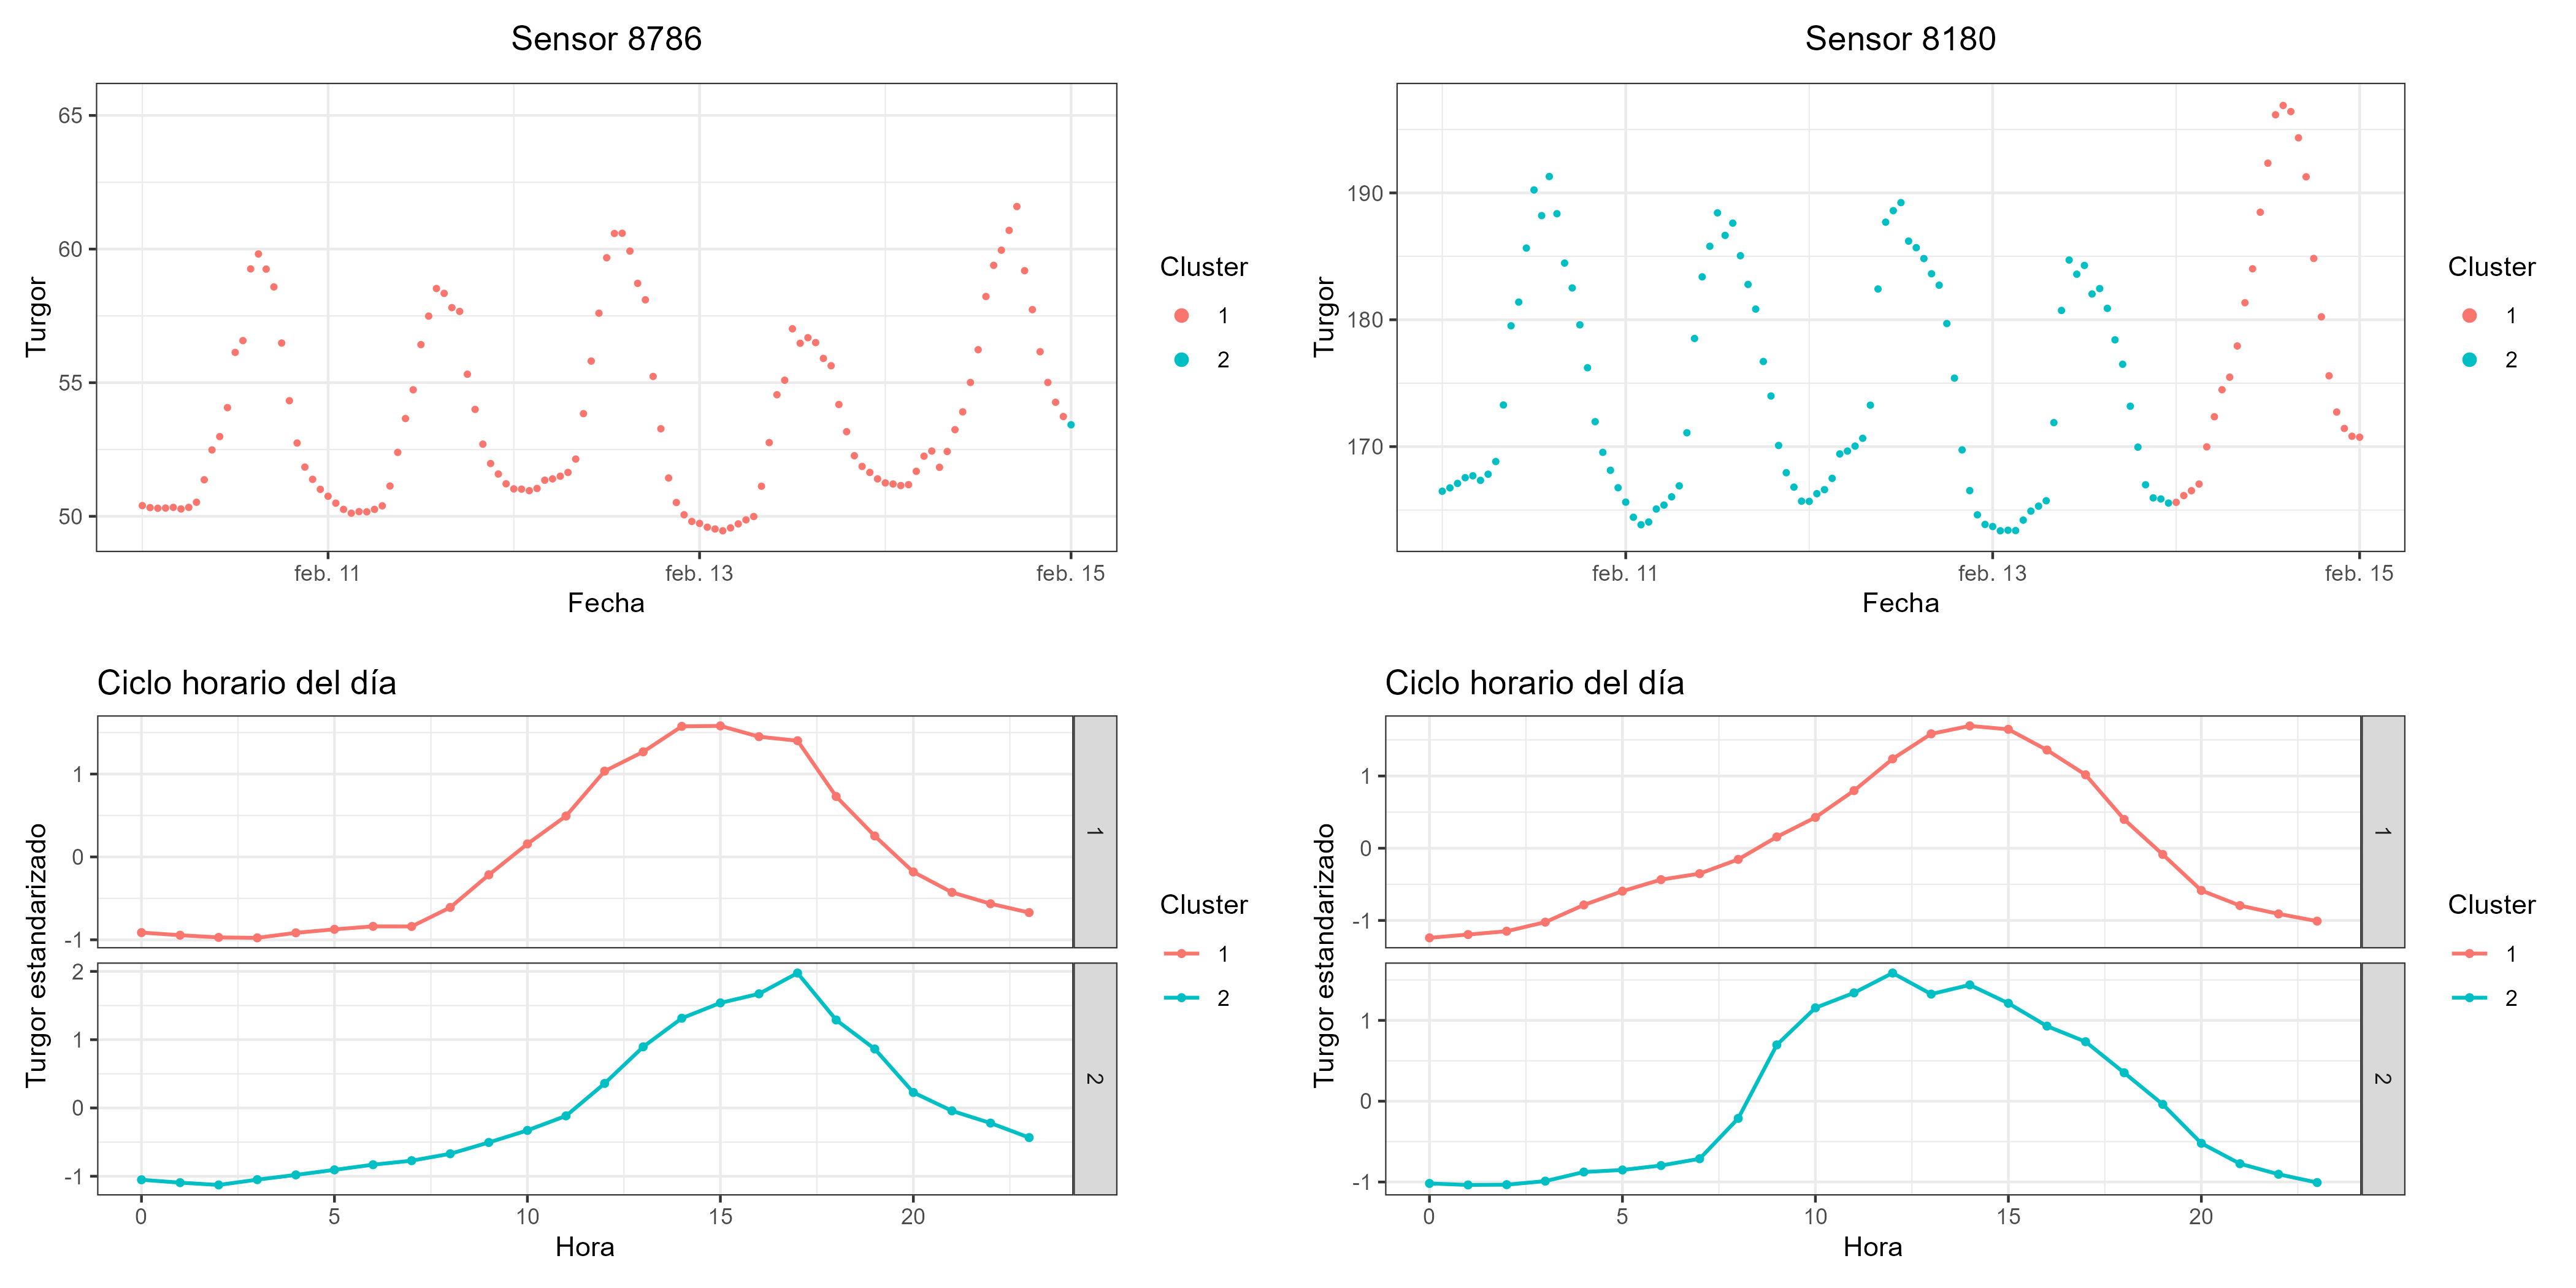 Sensor 8786
Turgor
65
60
55
50
feb. 11
feb. 13
feb. 15
Fecha
Cluster
1
2
Sensor 8180
Turgor
190
180
170
feb. 11
feb. 13
feb. 15
Fecha
Cluster
1
2
Ciclo horario del día
Turgor estandarizado
1
0
-1
1
2
1
0
-1
2
0
5
10
15
20
Hora
Cluster
1
2
Ciclo horario del día
Turgor estandarizado
1
0
-1
1
1
0
-1
2
0
5
10
15
20
Hora
Cluster
1
2